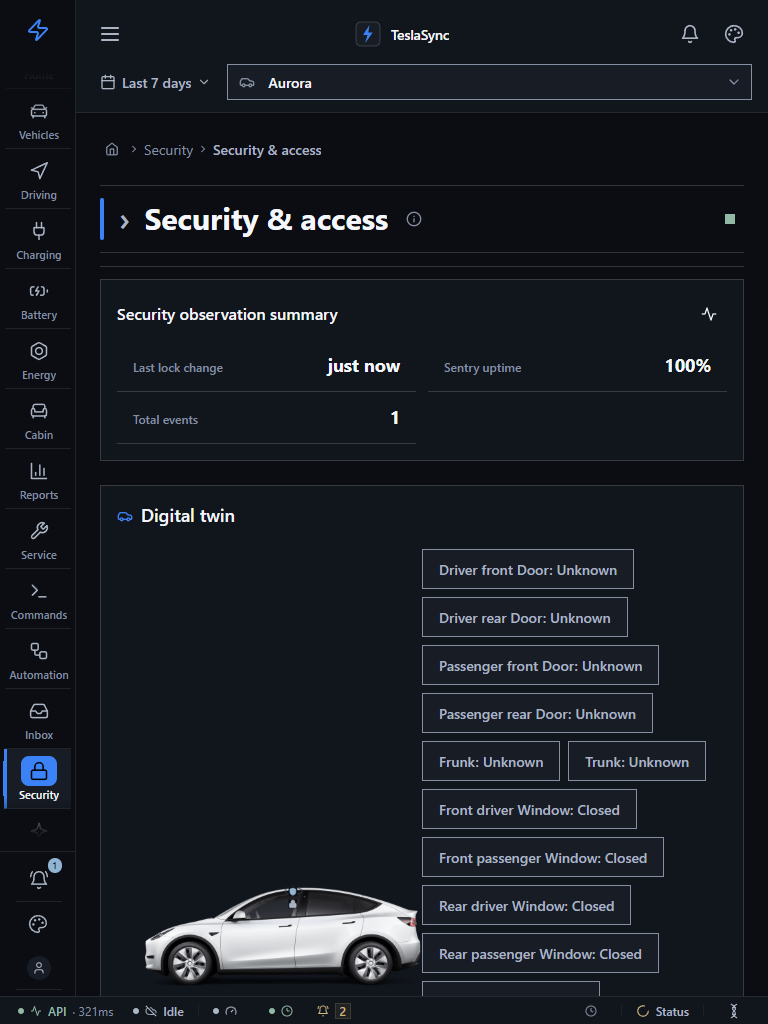 TeslaSync
Last 7 days
Aurora
Vehicles
Driving
Charging
Battery
Energy
Cabin
Reports
Service
Commands
Automation
Inbox
Security
1
Security
Security & access
Security & access
Security observation summary
Last lock change just now
Sentry uptime 100%
Total events 1
Digital twin
Driver front Door: Unknown
Driver rear Door: Unknown
Passenger front Door: Unknown
Passenger rear Door: Unknown
Frunk: Unknown Trunk: Unknown
Front driver Window: Closed
Front passenger Window: Closed
Rear driver Window: Closed
Rear passenger Window: Closed
API · 321ms Idle 2 Status